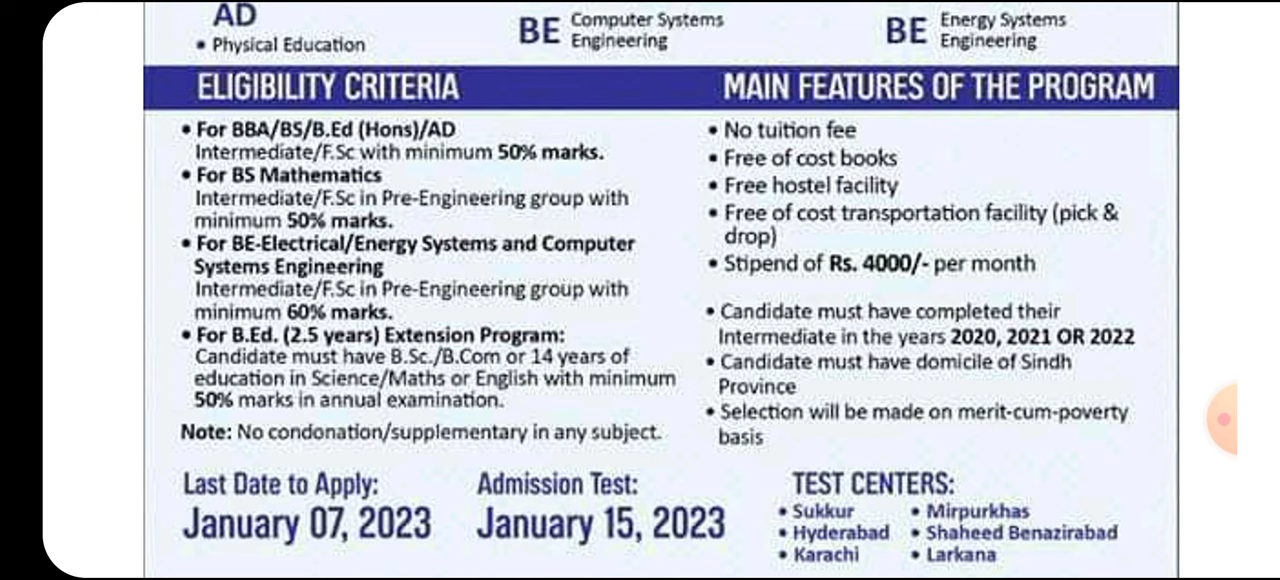 AD
• Physical Education
BE Computer Systems
Engineering
BE Energy Systems
Engineering
ELIGIBILITY CRITERIA
• For BBA/BS/B.Ed (Hons)/AD
Intermediate/F.Sc with minimum 50% marks.
• For BS Mathematics
Intermediate/F.Sc in Pre-Engineering group with
minimum 50% marks.
• For BE-Electrical/Energy Systems and Computer
Systems Engineering
Intermediate/F.Sc in Pre-Engineering group with
minimum 60% marks.
• For B.Ed. (2.5 years) Extension Program:
Candidate must have B.Sc./B.Com or 14 years of
education in Science/Maths or English with minimum
50% marks in annual examination.
Note: No condonation/supplementary in any subject.
MAIN FEATURES OF THE PROGRAM
• No tuition fee
• Free of cost books
• Free hostel facility
• Free of cost transportation facility (pick &
drop)
• Stipend of Rs. 4000/- per month
• Candidate must have completed their
Intermediate in the years 2020, 2021 OR 2022
• Candidate must have domicile of Sindh
Province
• Selection will be made on merit-cum-poverty
basis
Last Date to Apply:
January 07, 2023
Admission Test:
January 15, 2023
TEST CENTERS:
• Sukkur
• Hyderabad
• Karachi
• Mirpurkhas
• Shaheed Benazirabad
• Larkana